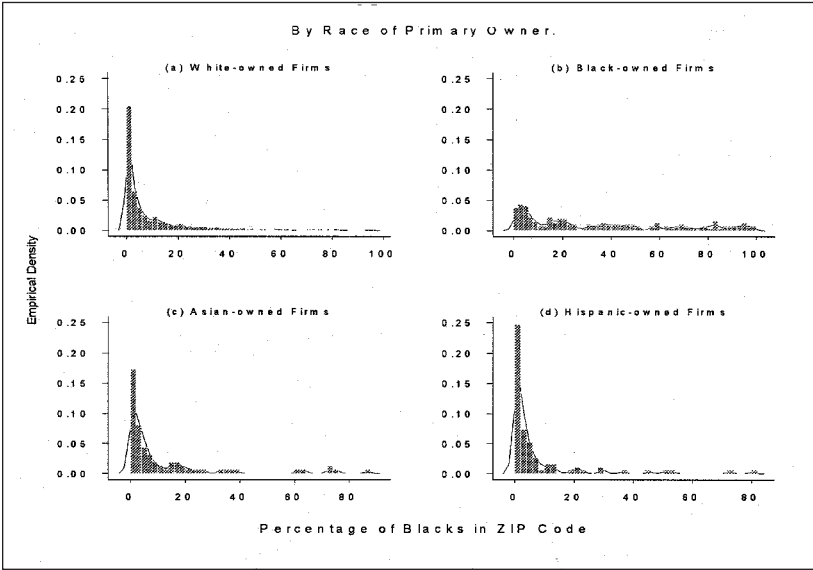 By Race of Primary Owner.
(a) White-owned Firms
(b) Black-owned Firms
0.25
0.20
0.15
0.10
0.05
0.00
0 20 40 60 80 100
0.25
0.20
0.15
0.10
0.05
0.00
0 20 40 60 80 100
Empirical Density
(c) Asian-owned Firms
(d) Hispanic-owned Firms
0.25
0.20
0.15
0.10
0.05
0.00
0 20 40 60 80
0.25
0.20
0.15
0.10
0.05
0.00
0 20 40 60 80
Percentage of Blacks in ZIP Code